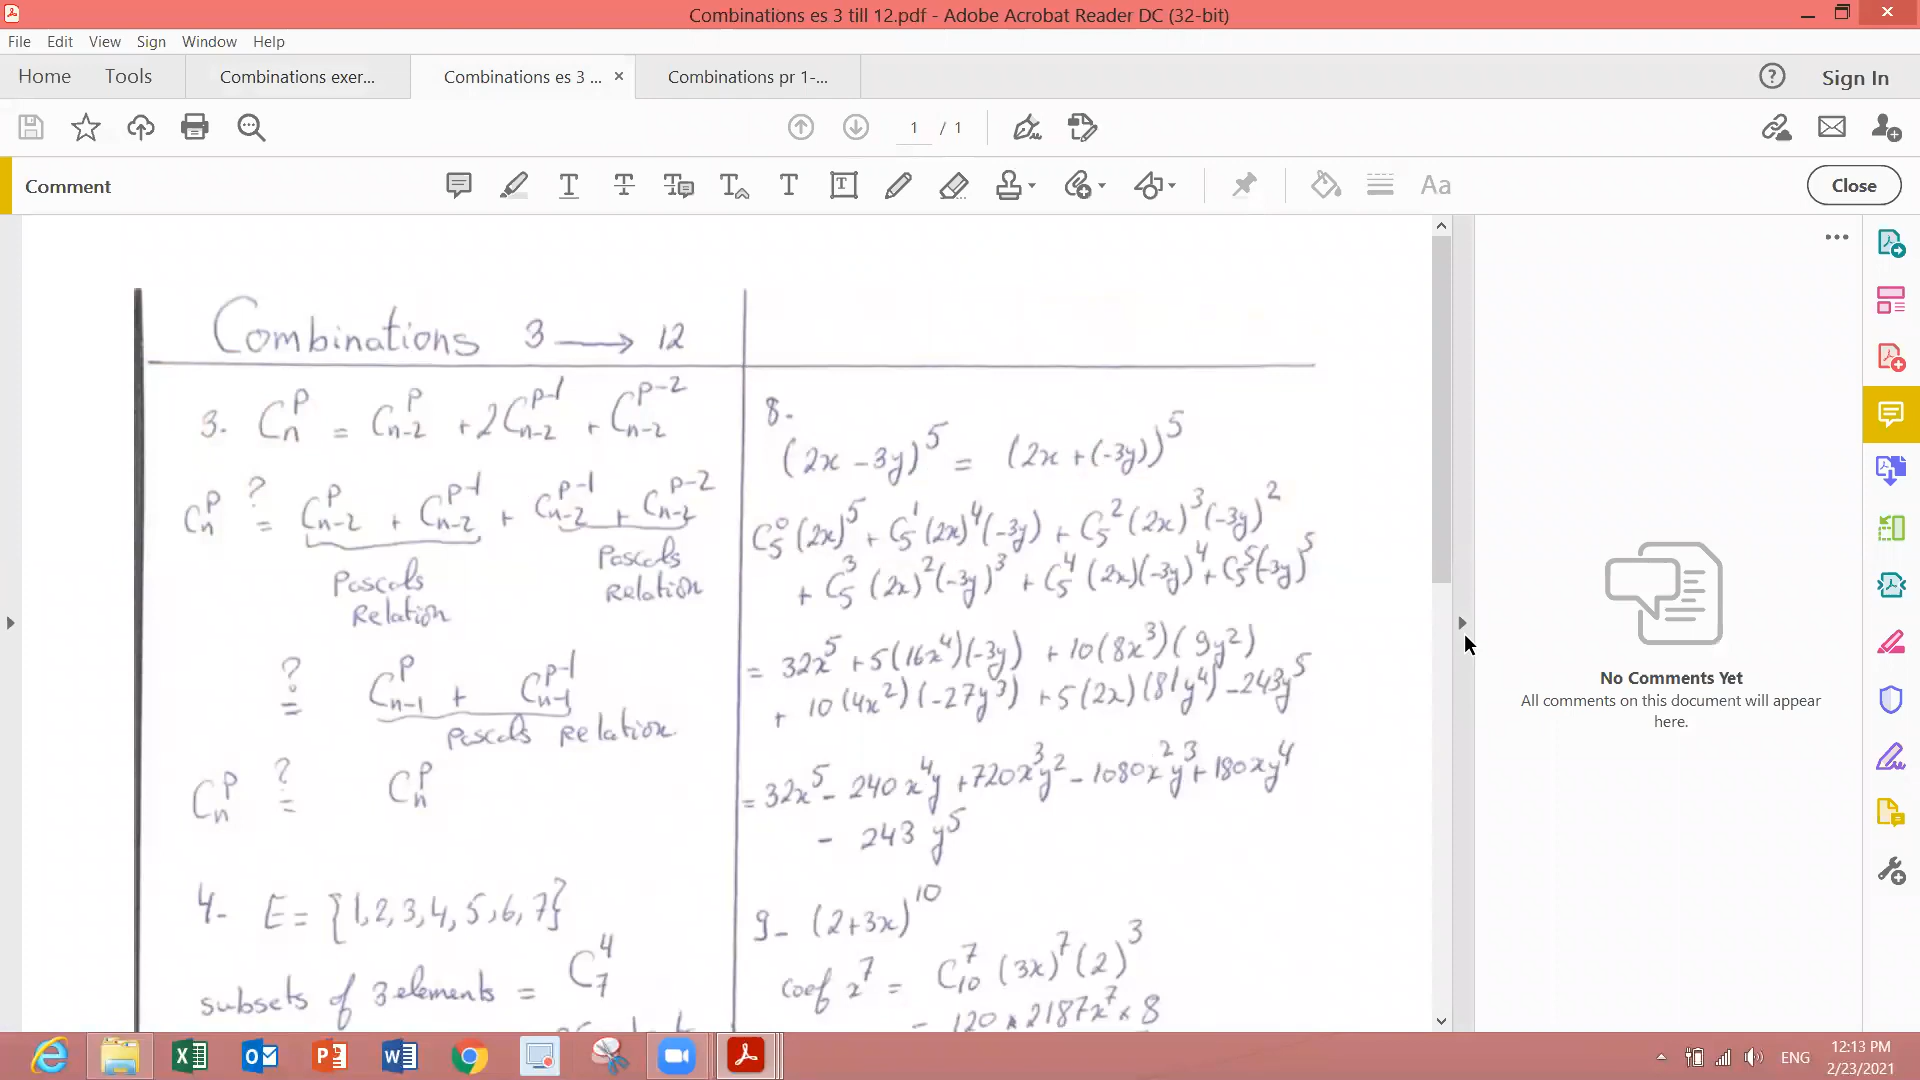 Combinations es 3 till 12.pdf - Adobe Acrobat Reader DC (32-bit)
File Edit View Sign Window Help
Home Tools Combinations exer... Combinations es 3 ... × Combinations pr 1-... Sign In
1 / 1
Comment Close
Combinations 3 → 12
3. C_n^P = C_{n-2}^P + 2C_{n-2}^{P-1} + C_{n-2}^{P-2}
C_n^P ?= C_{n-2}^P + C_{n-2}^{P-1} + C_{n-2}^{P-1} + C_{n-2}^{P-2}
Pascals Relation
Pascals Relation
?= C_{n-1}^P + C_{n-1}^{P-1}
Pascals Relation
C_n^P ?= C_n^P
4- E = {1,2,3,4,5,6,7}
subsets of 3 elements = C_7^4
8-
(2x - 3y)^5 = (2x + (-3y))^5
C_5^0 (2x)^5 + C_5^1 (2x)^4 (-3y) + C_5^2 (2x)^3 (-3y)^2
+ C_5^3 (2x)^2 (-3y)^3 + C_5^4 (2x)(-3y)^4 + C_5^5 (-3y)^5
= 32x^5 + 5(16x^4)(-3y) + 10(8x^3)(9y^2)
+ 10(4x^2)(-27y^3) + 5(2x)(81y^4) - 243y^5
= 32x^5 - 240x^4y + 720x^3y^2 - 1080x^2y^3 + 180xy^4
- 243 y^5
9- (2+3x)^10
coef x^7 = C_10^7 (3x)^7 (2)^3
= 120 × 2187x^7 × 8
No Comments Yet
All comments on this document will appear
here.
ENG
12:13 PM
2/23/2021